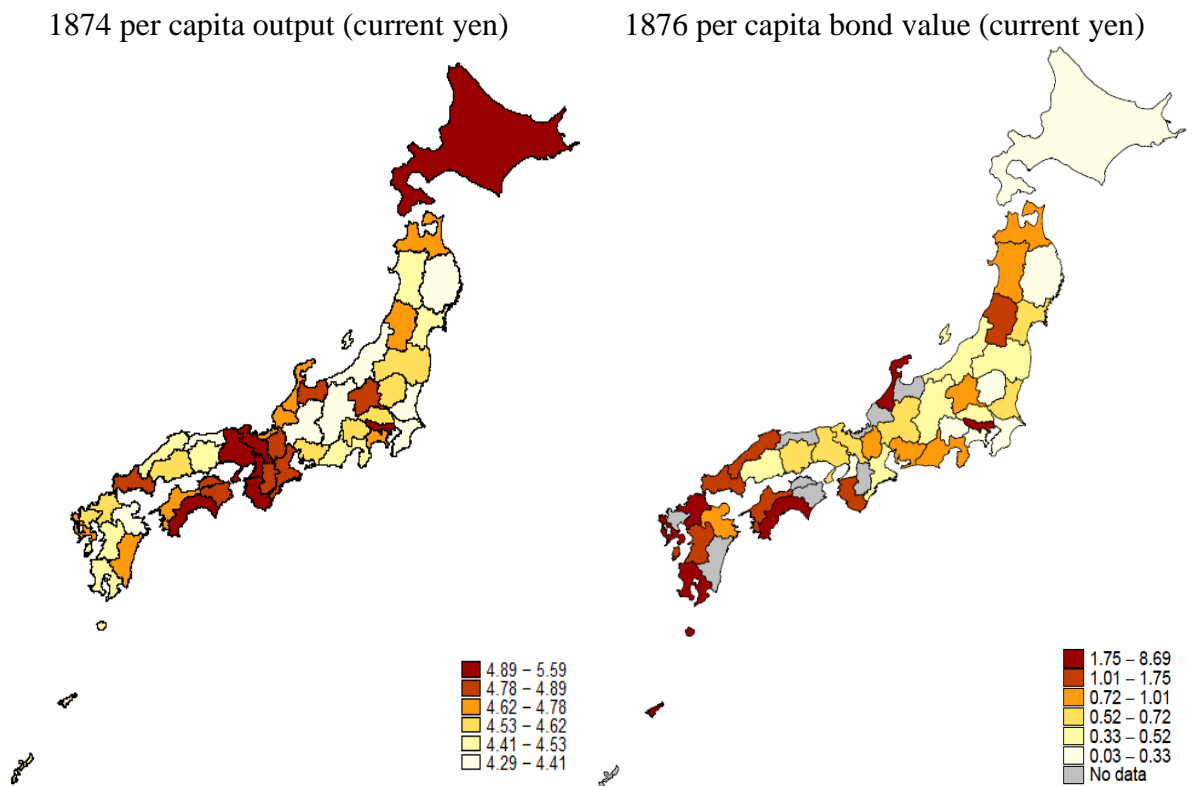 1874 per capita output (current yen)
1876 per capita bond value (current yen)
4.89 – 5.59
4.78 – 4.89
4.62 – 4.78
4.53 – 4.62
4.41 – 4.53
4.29 – 4.41
1.75 – 8.69
1.01 – 1.75
0.72 – 1.01
0.52 – 0.72
0.33 – 0.52
0.03 – 0.33
No data